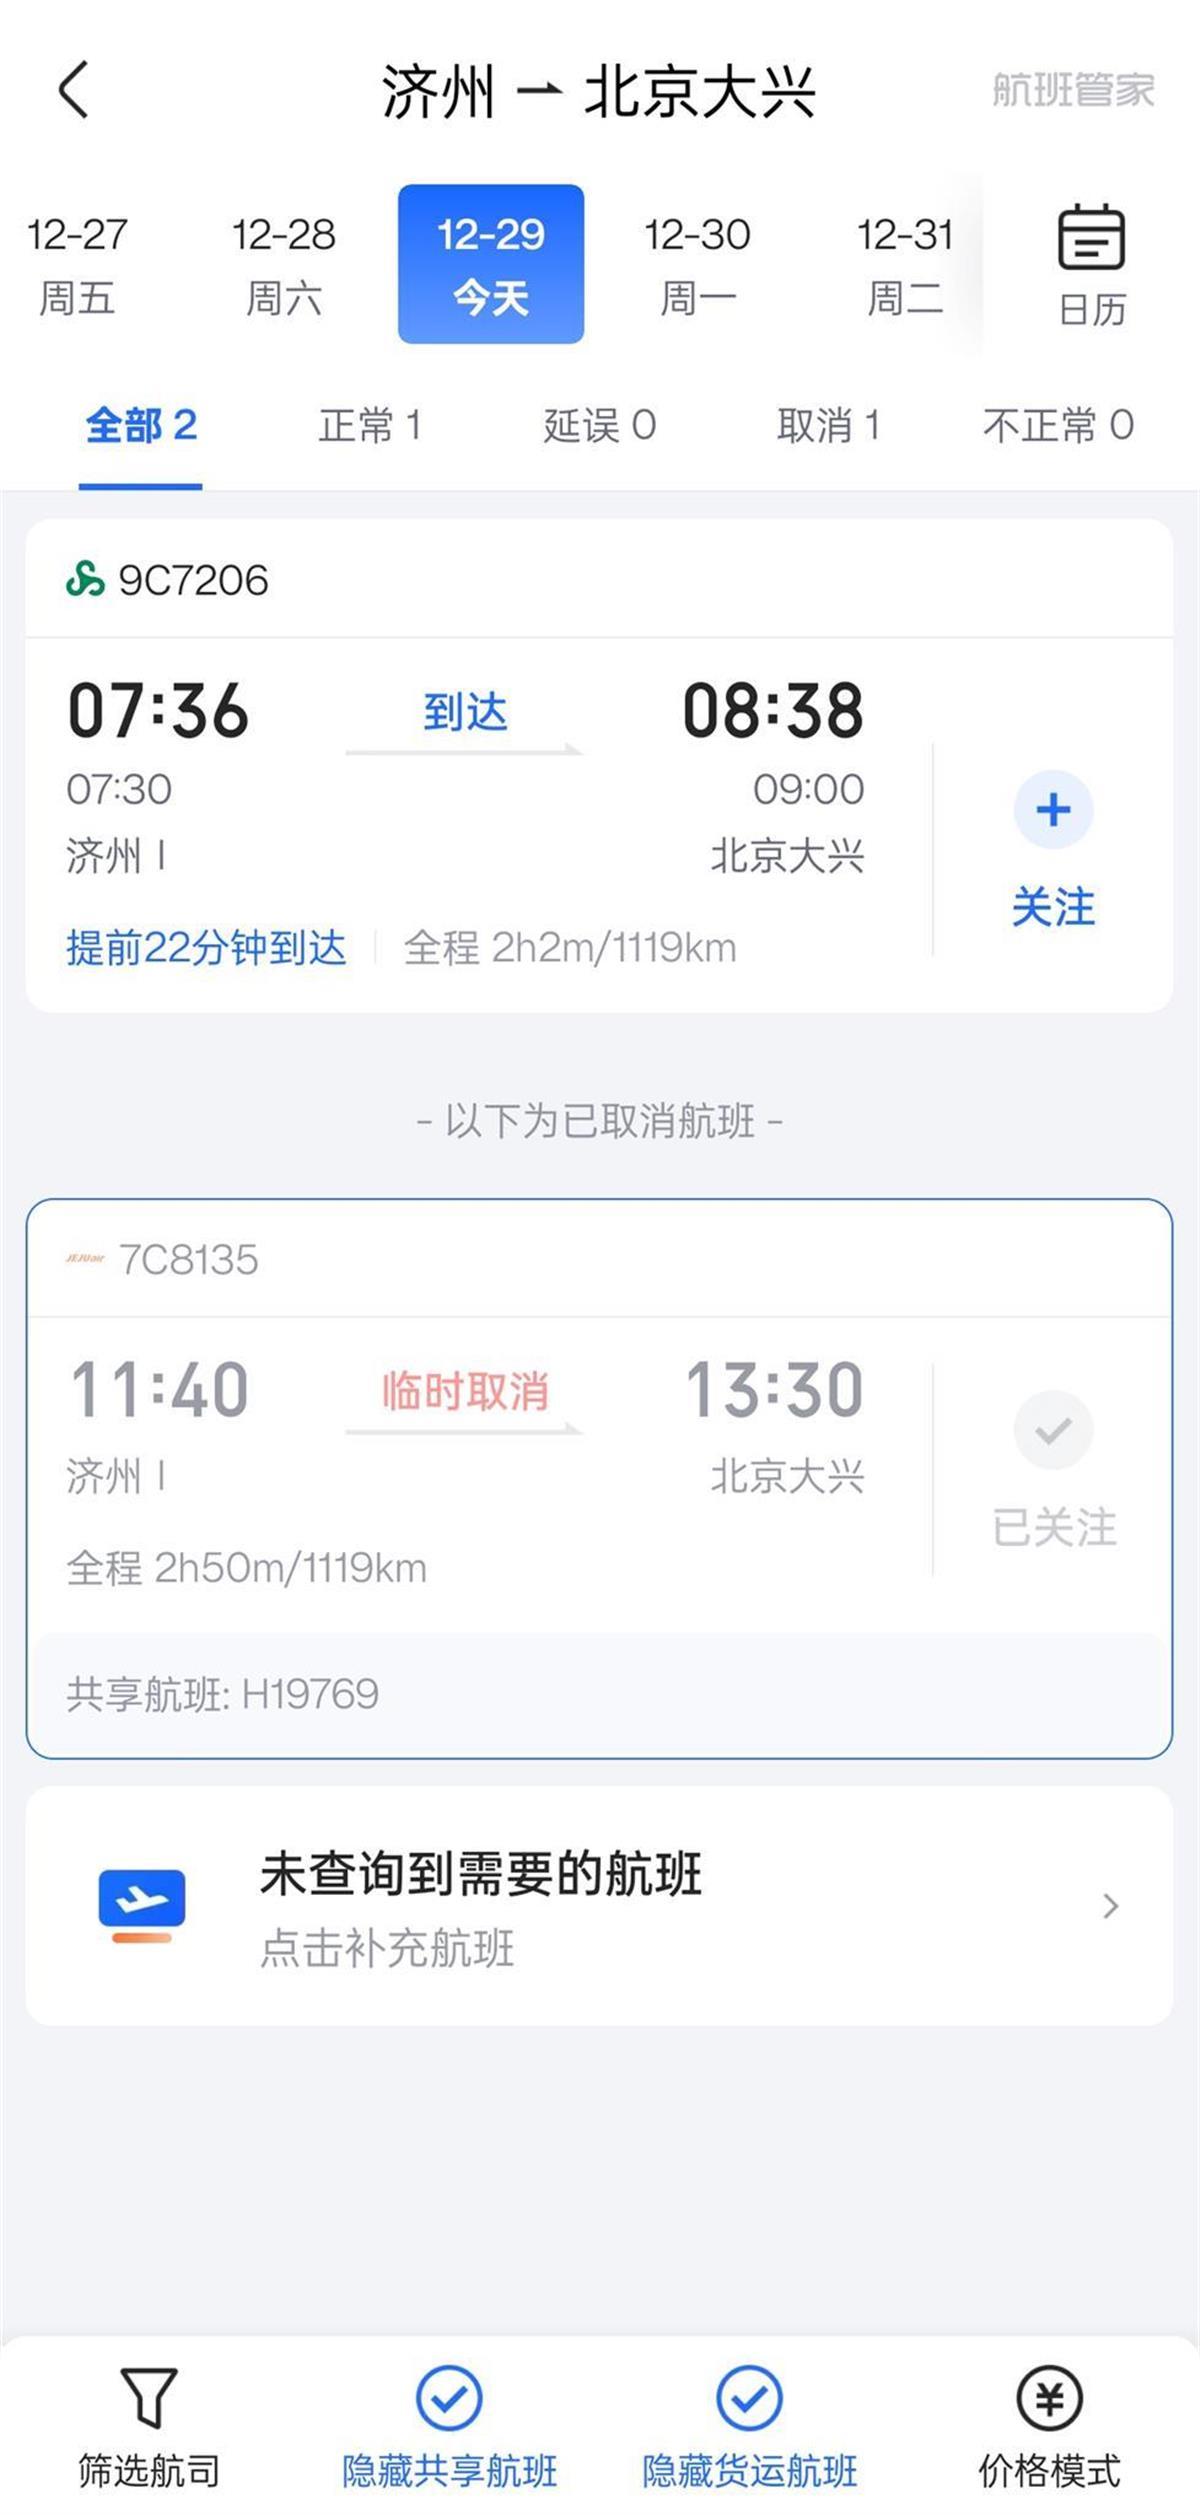 济州 → 北京大兴
航班管家
12-27 12-28 12-29 12-30 12-31
周五 周六 今天 周一 周二 日历
全部 2 正常 1 延误 0 取消 1 不正常 0
9C7206
07:36 到达 08:38
07:30 09:00
济州 I 北京大兴
提前22分钟到达 全程 2h2m/1119km
关注
- 以下为已取消航班 -
JEJUair 7C8135
11:40 临时取消 13:30
济州 I 北京大兴
全程 2h50m/1119km
已关注
共享航班: H19769
未查询到需要的航班
点击补充航班
筛选航司 隐藏共享航班 隐藏货运航班 价格模式